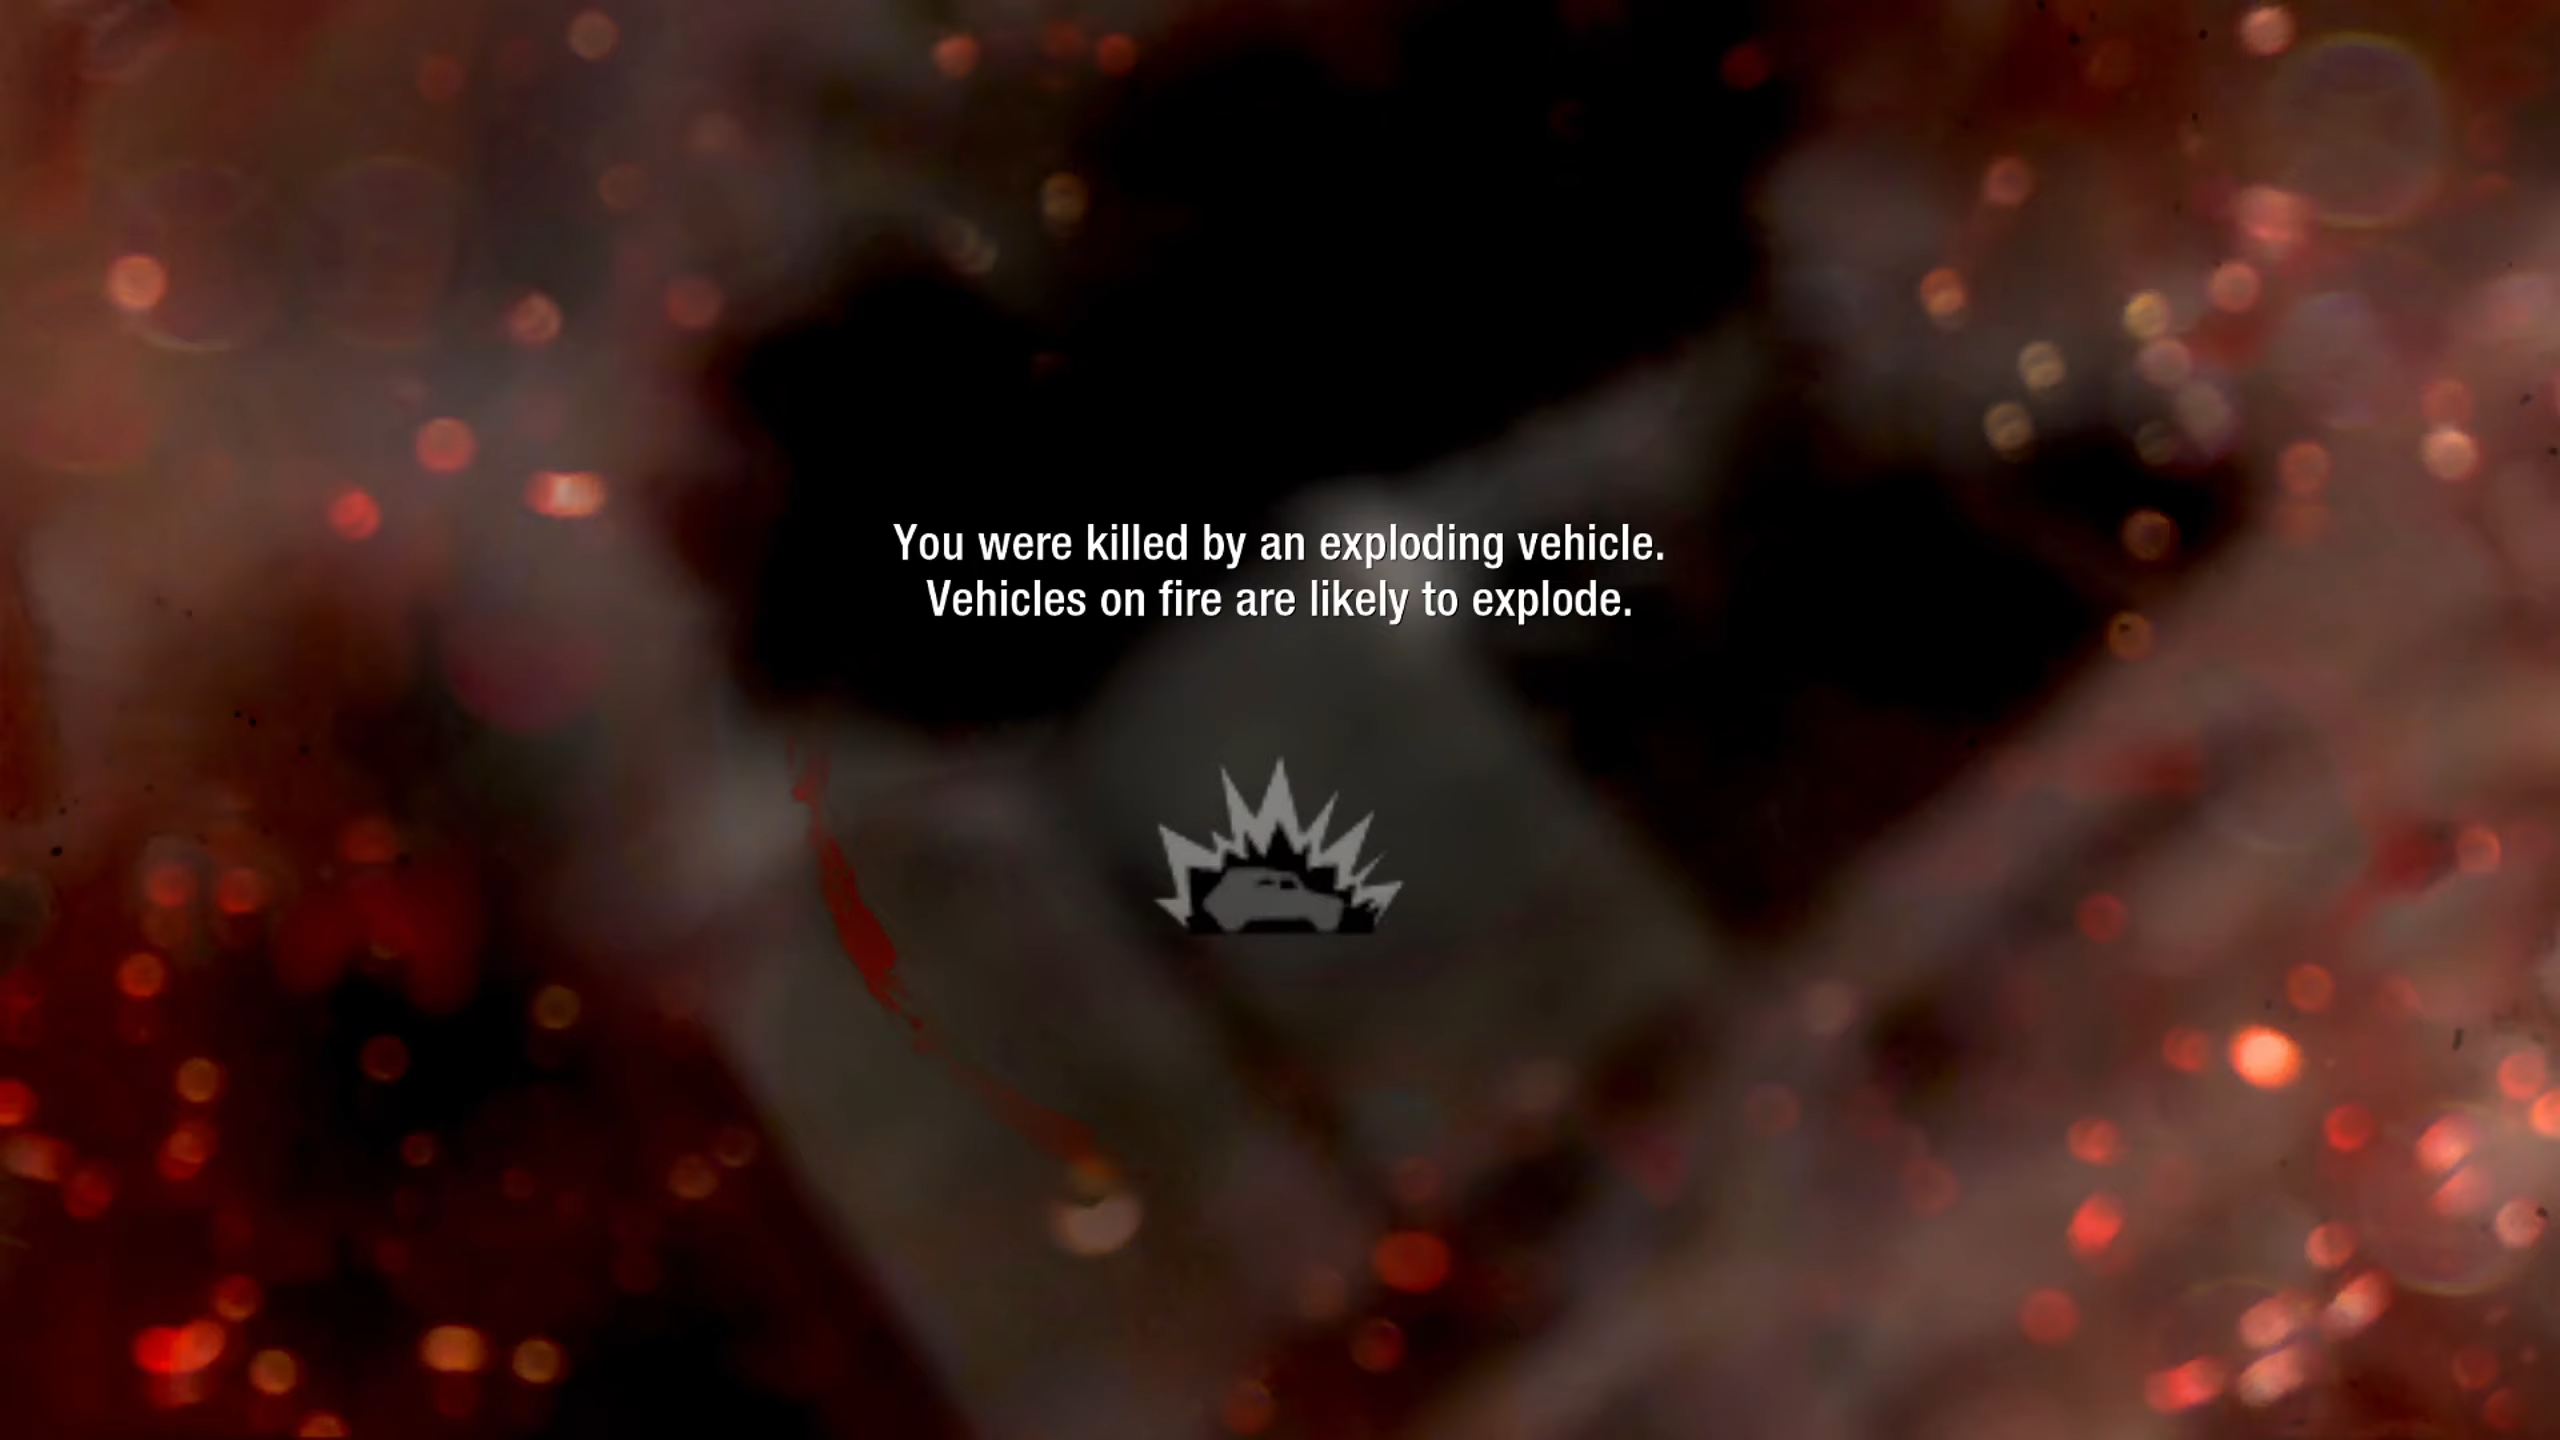 You were killed by an exploding vehicle.
Vehicles on fire are likely to explode.